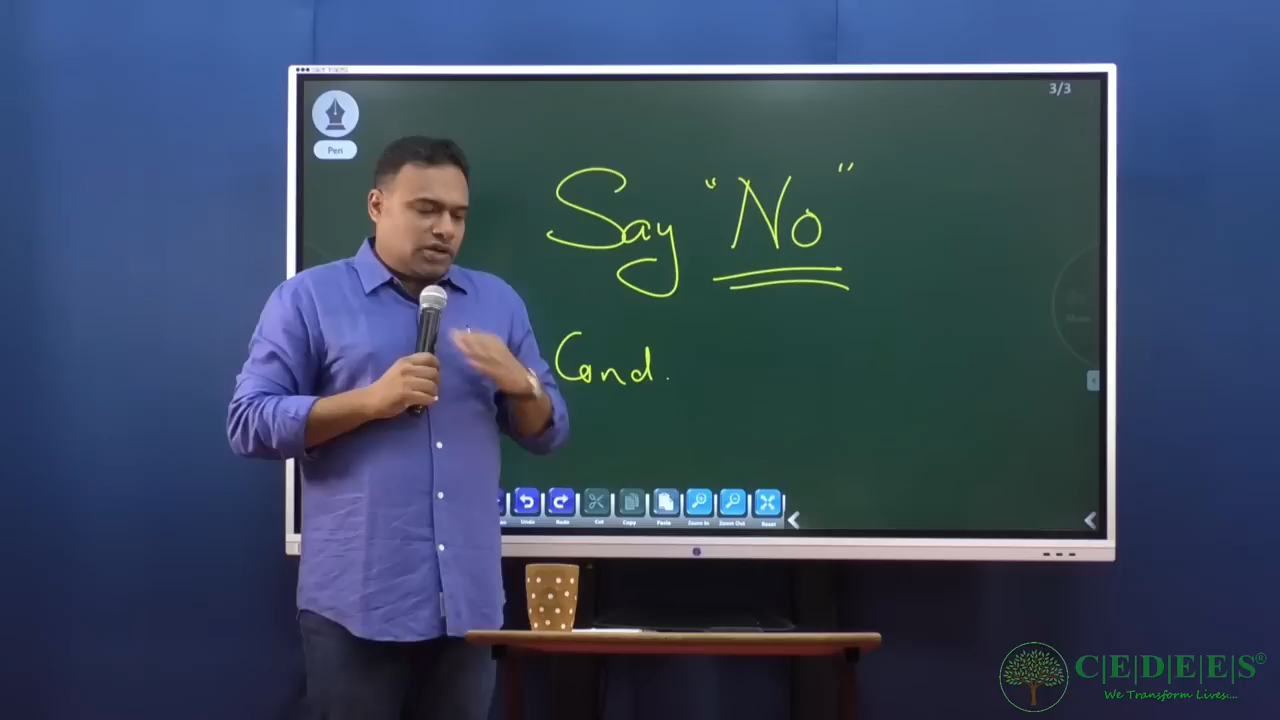 3/3
Pen
Say "No"
Cond.
Undo
Redo
Cut
Copy
Paste
Zoom In
Zoom Out
Reset
C|E|D|E|E|S®
We Transform Lives...